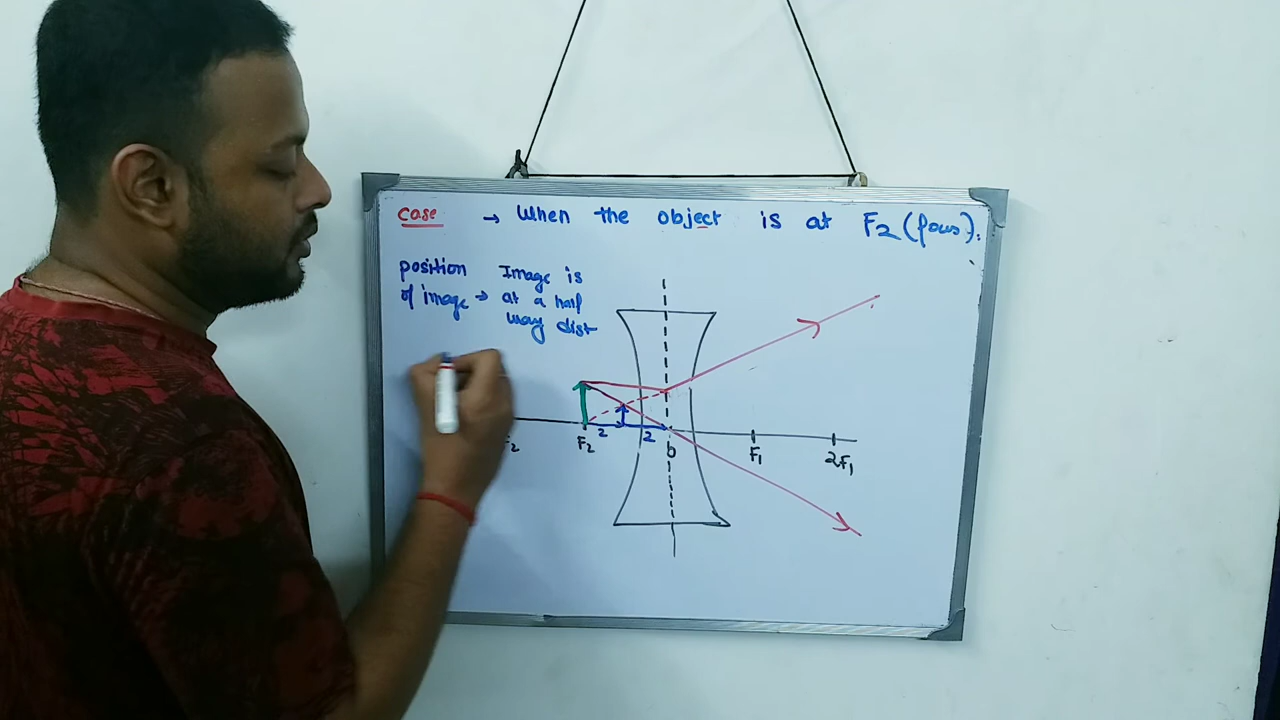 case → When the object is at F2 (focus).
position Image is
of image → at a half
way dist
2 2
F2 F2 O F1 2F1